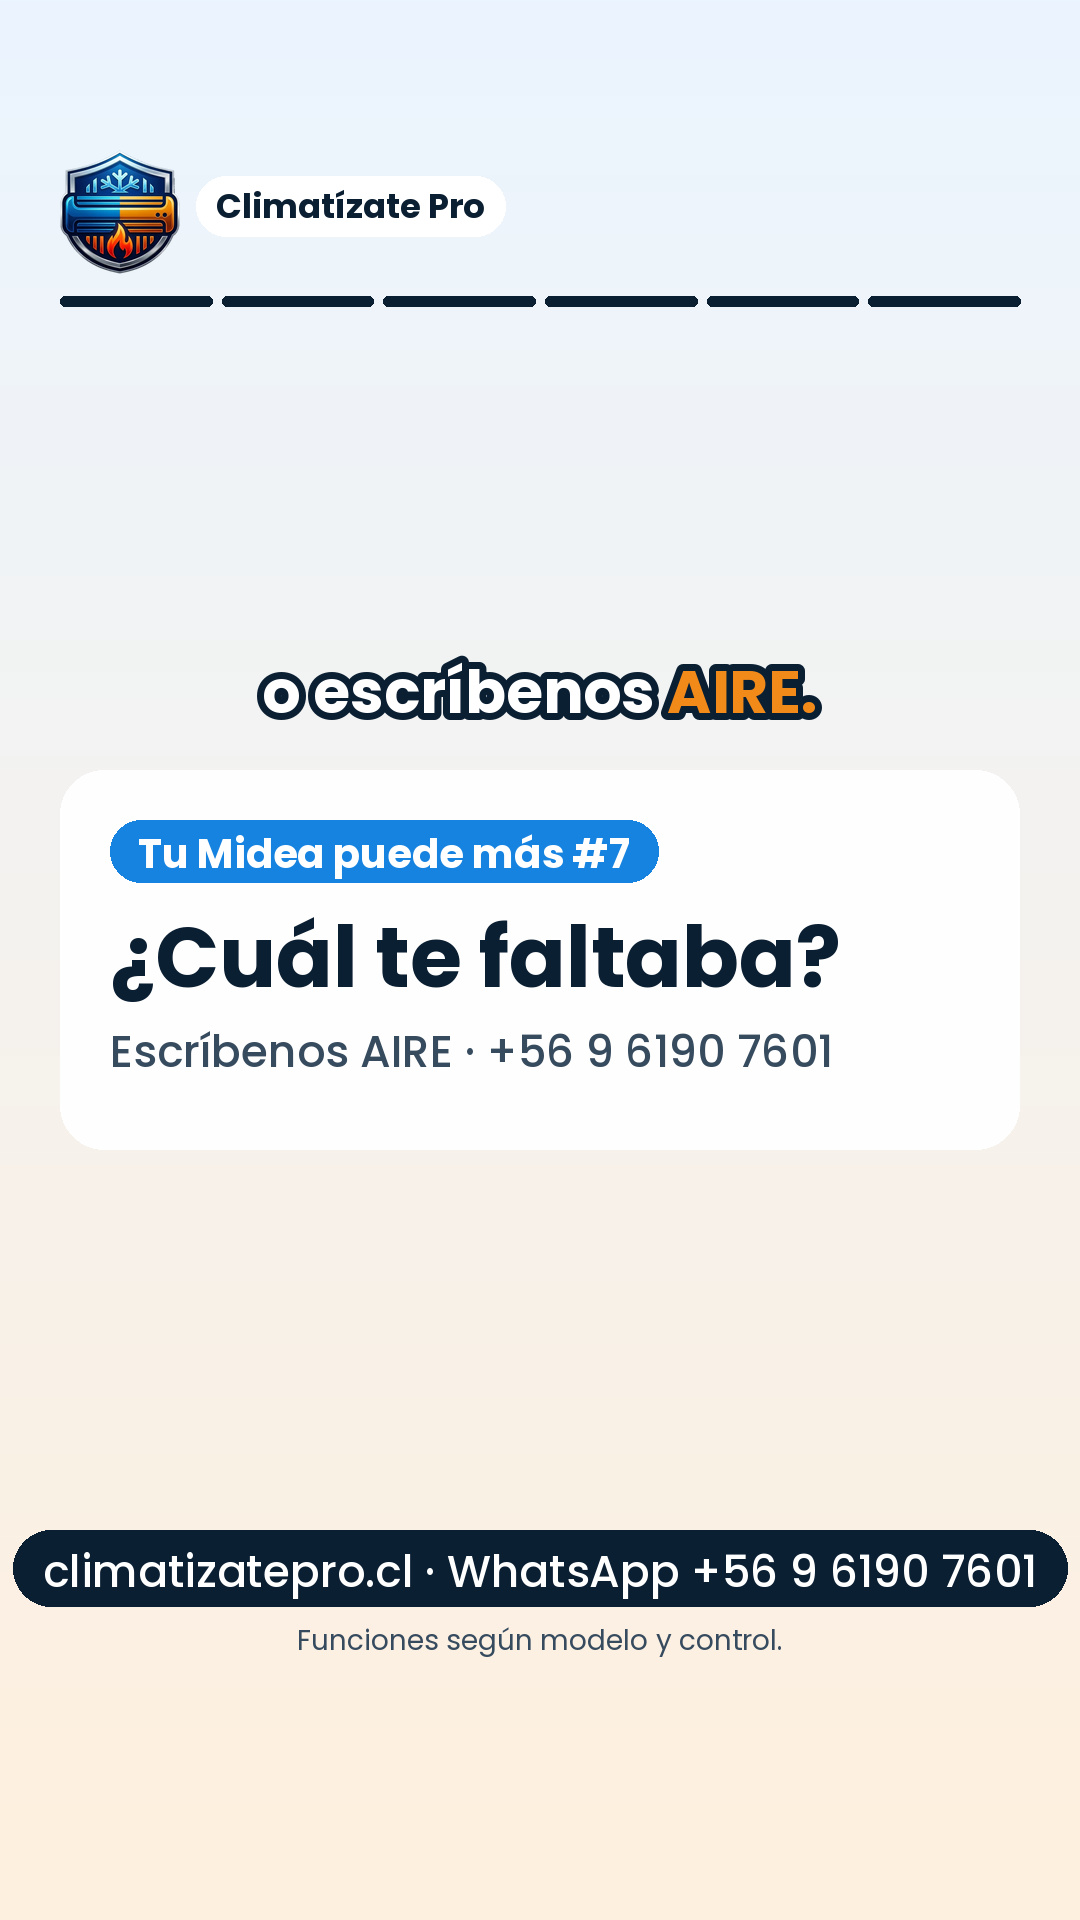 Climatízate Pro
o escríbenos AIRE.
Tu Midea puede más #7
¿Cuál te faltaba?
Escríbenos AIRE · +56 9 6190 7601
climatizatepro.cl · WhatsApp +56 9 6190 7601
Funciones según modelo y control.